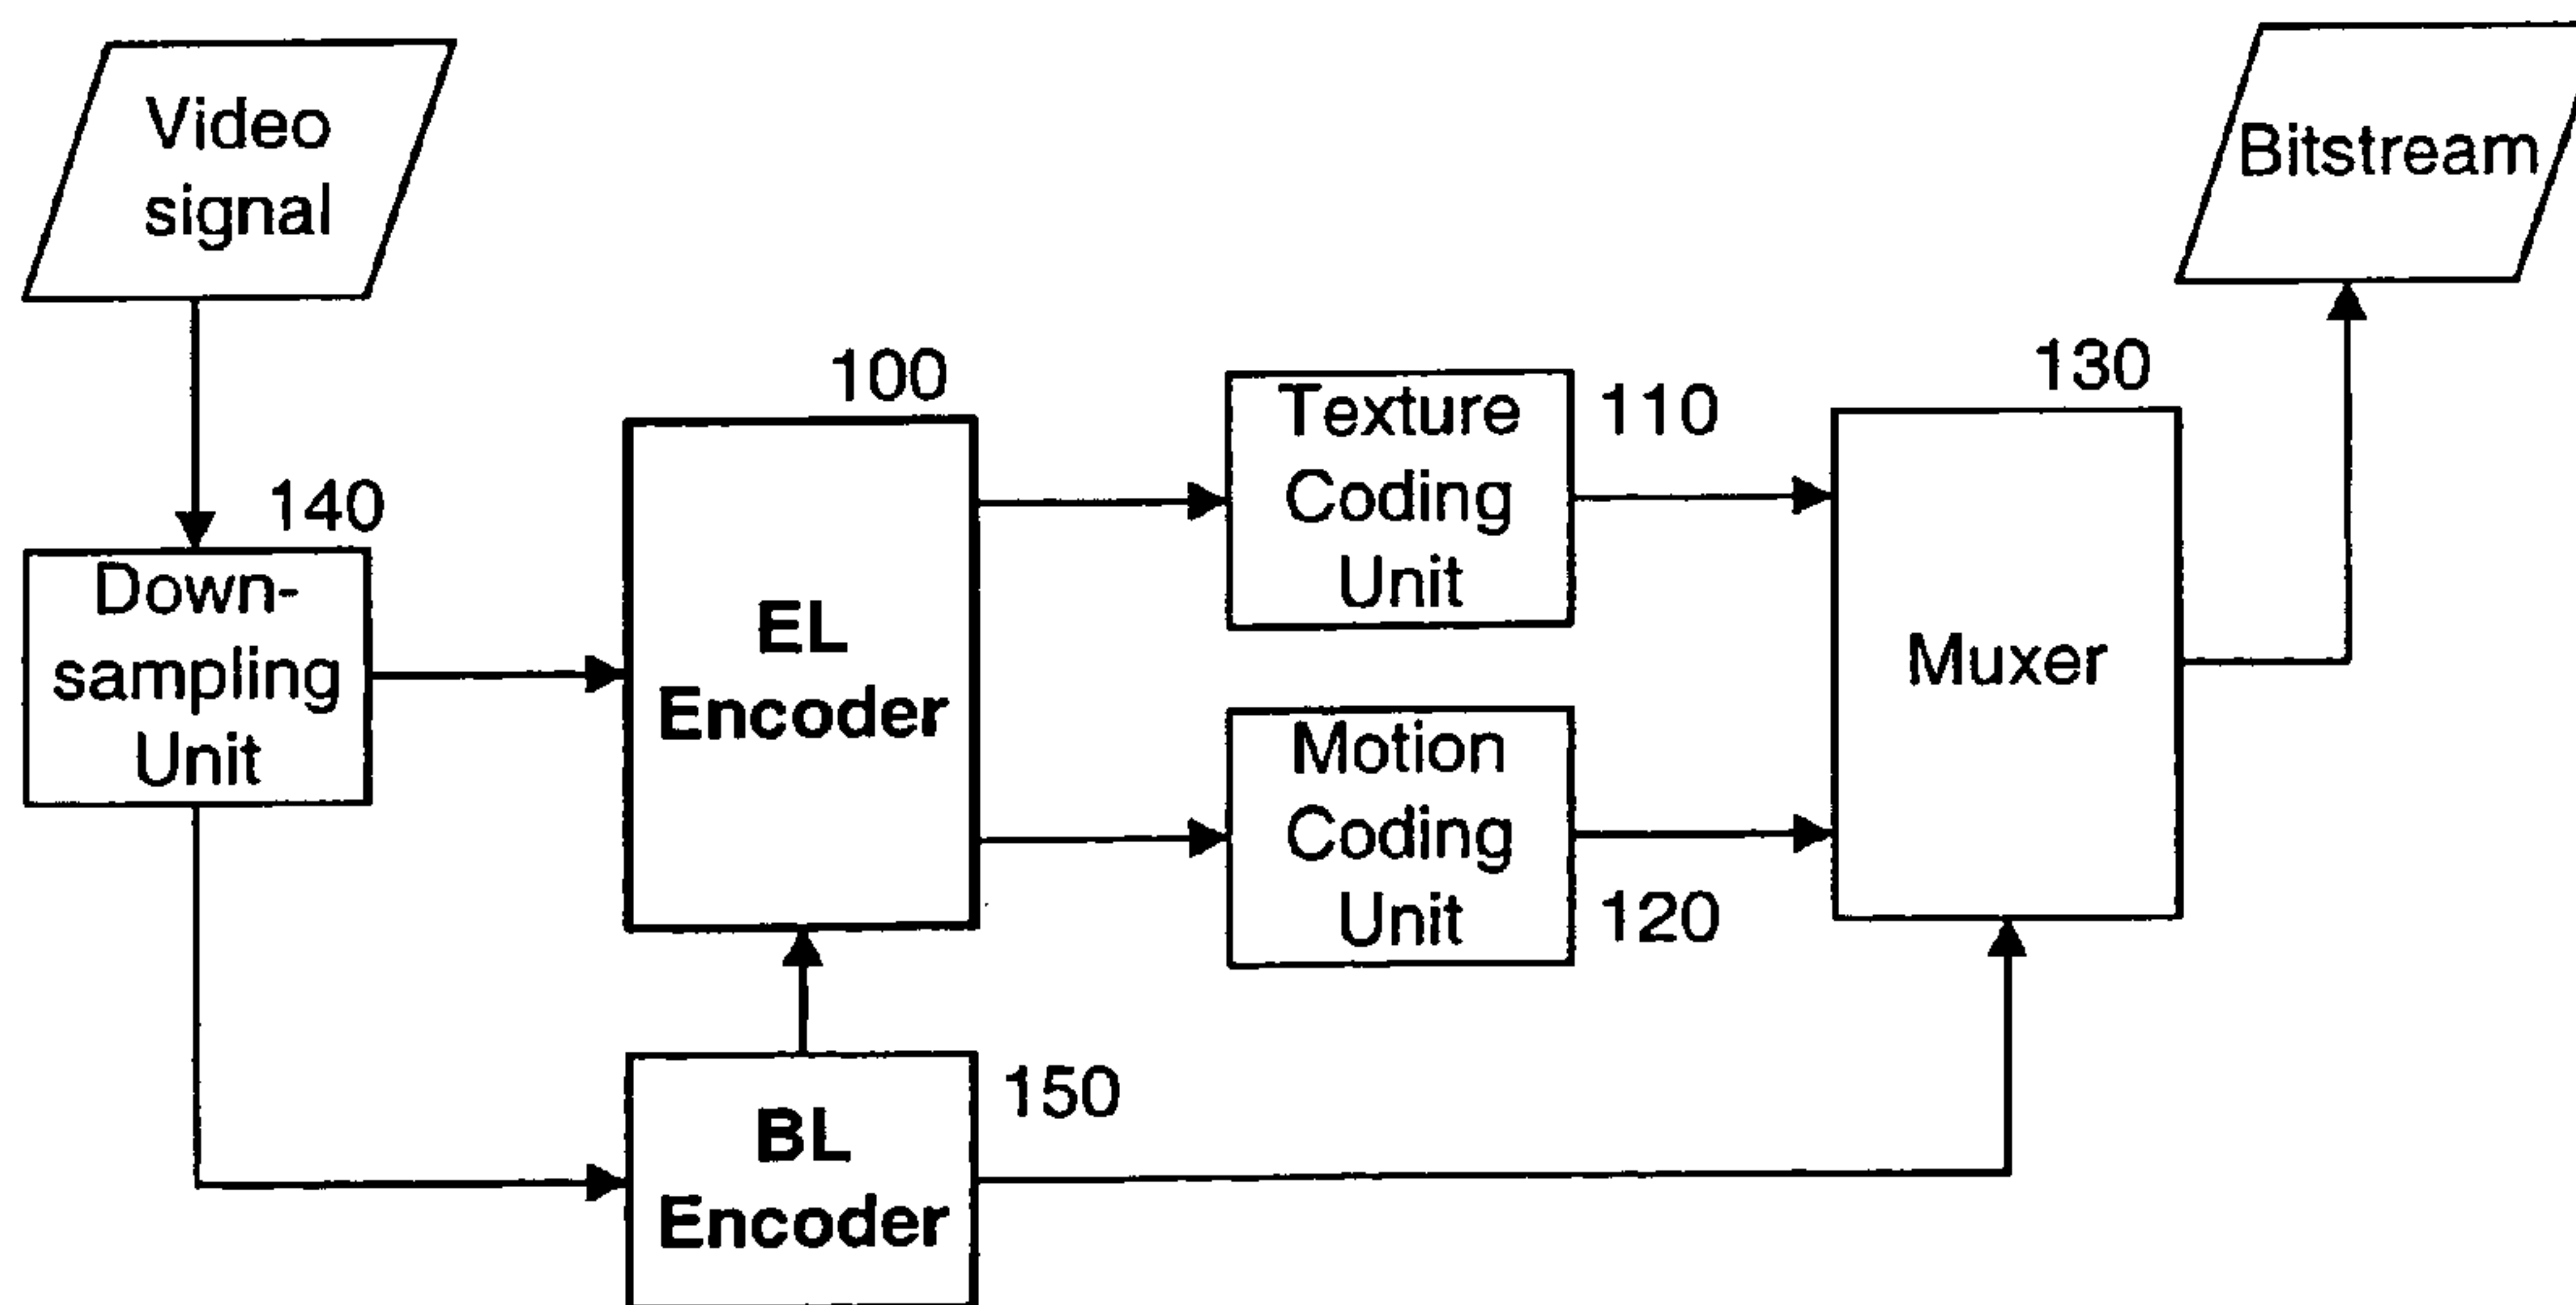 Video
signal
Bitstream
140
Down-
sampling
Unit
100
EL
Encoder
Texture
Coding
Unit
110
Motion
Coding
Unit
120
130
Muxer
150
BL
Encoder